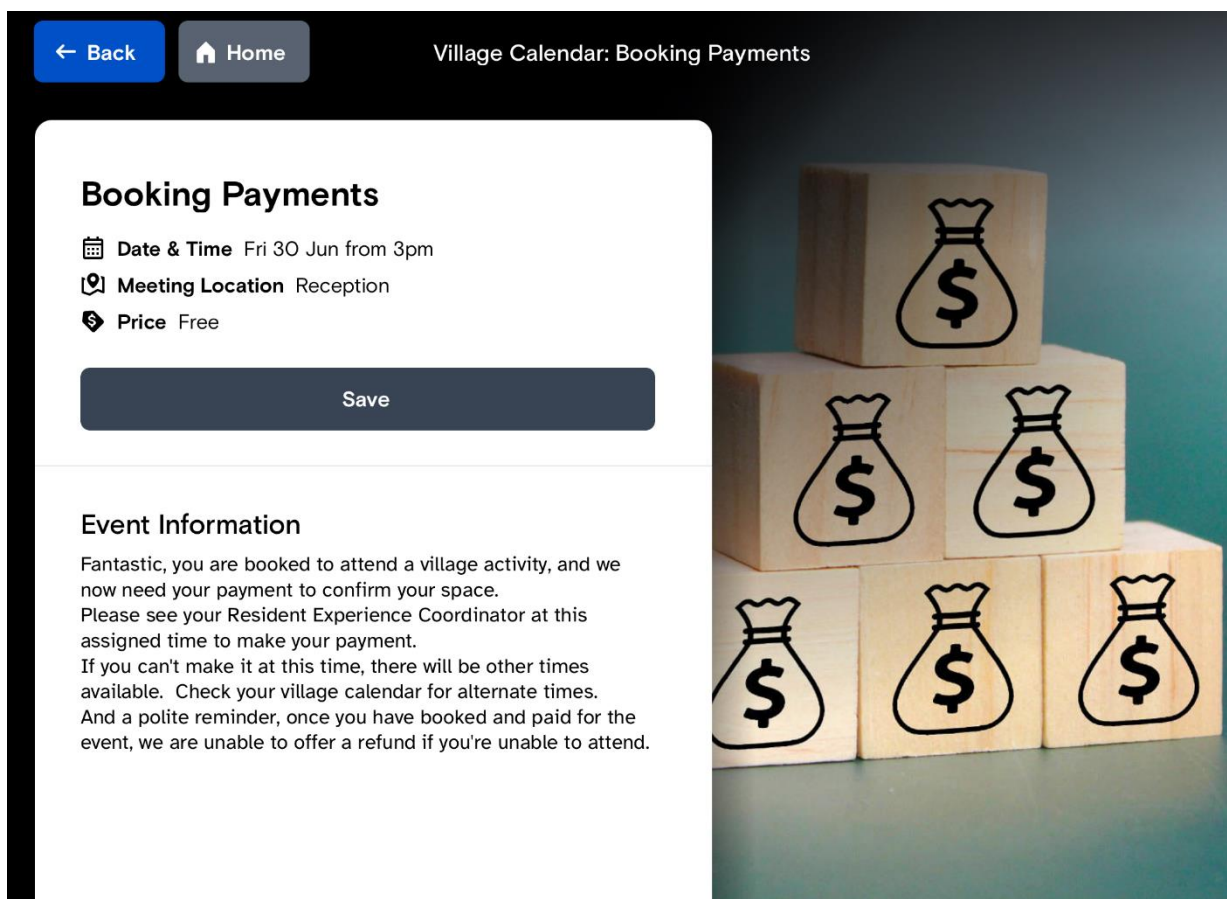 Back
Home
Village Calendar: Booking Payments
Booking Payments
Date & Time Fri 30 Jun from 3pm
Meeting Location Reception
Price Free
Save
Event Information
Fantastic, you are booked to attend a village activity, and we
now need your payment to confirm your space.
Please see your Resident Experience Coordinator at this
assigned time to make your payment.
If you can't make it at this time, there will be other times
available.  Check your village calendar for alternate times.
And a polite reminder, once you have booked and paid for the
event, we are unable to offer a refund if you're unable to attend.
$
$
$
$
$
$